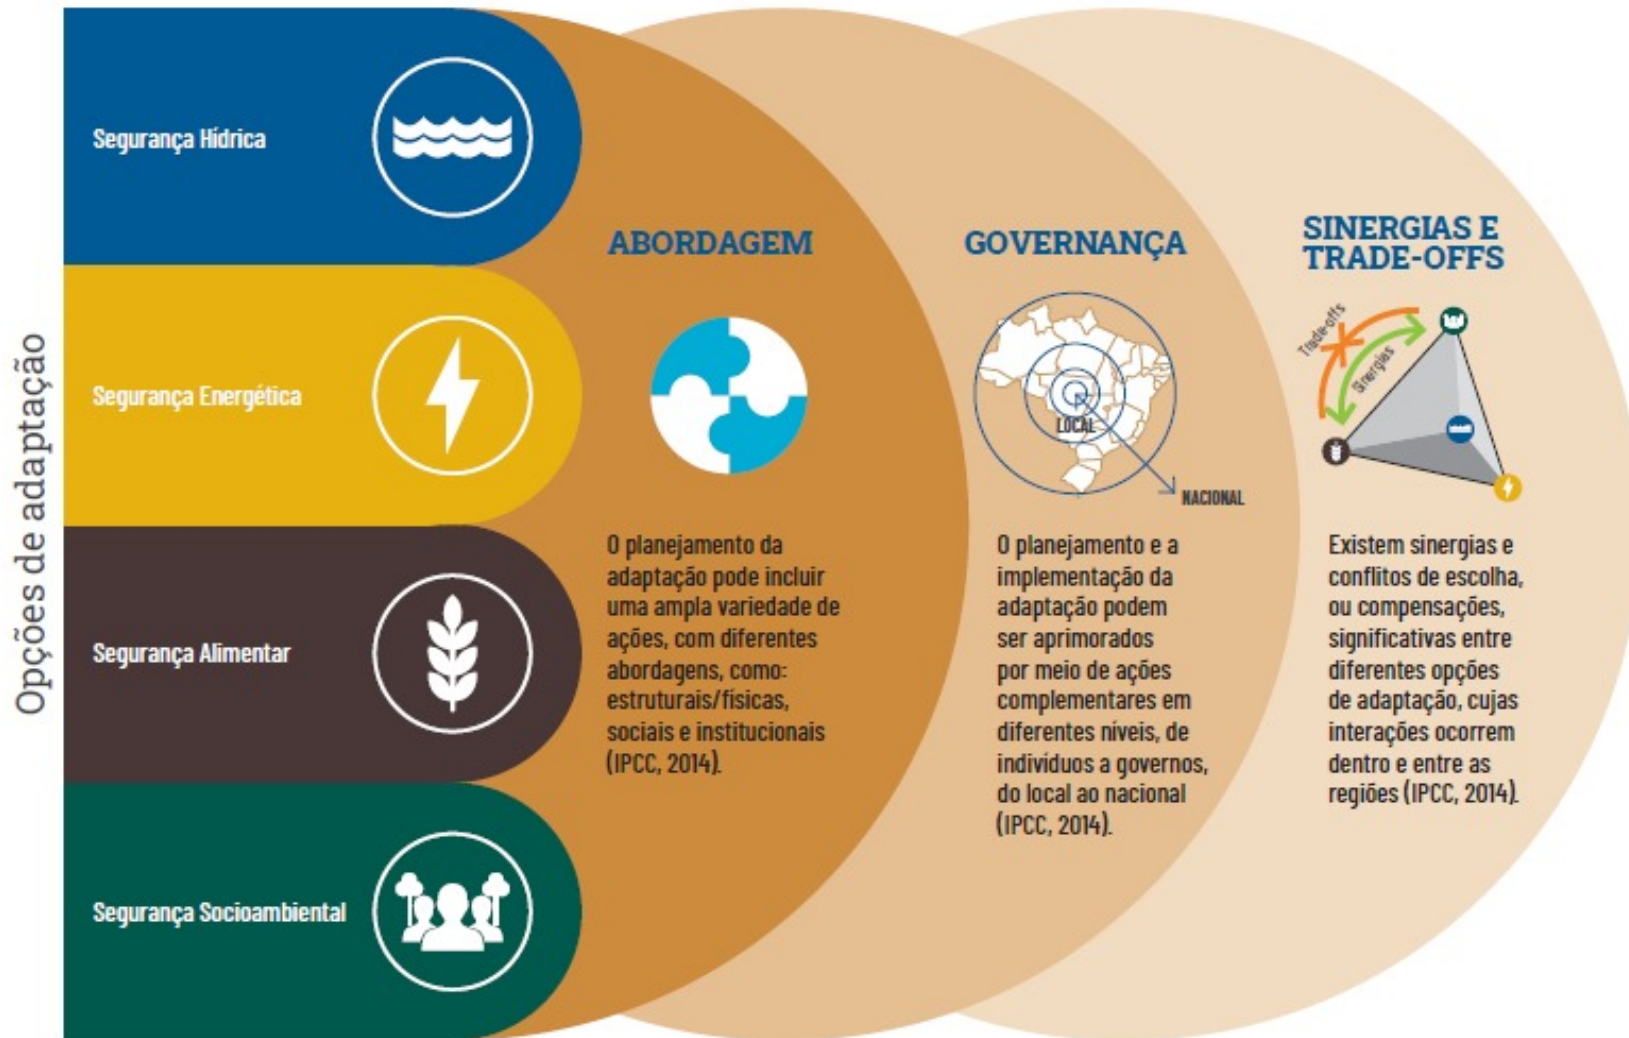 Opções de adaptação
Segurança Hídrica
Segurança Energética
Segurança Alimentar
Segurança Socioambiental
ABORDAGEM
O planejamento da
adaptação pode incluir
uma ampla variedade de
ações, com diferentes
abordagens, como:
estruturais/físicas,
sociais e institucionais
(IPCC, 2014).
GOVERNANÇA
LOCAL
NACIONAL
O planejamento e a
implementação da
adaptação podem
ser aprimorados
por meio de ações
complementares em
diferentes níveis, de
indivíduos a governos,
do local ao nacional
(IPCC, 2014).
SINERGIAS E
TRADE-OFFS
Trade-offs
Sinergias
Existem sinergias e
conflitos de escolha,
ou compensações,
significativas entre
diferentes opções
de adaptação, cujas
interações ocorrem
dentro e entre as
regiões (IPCC, 2014).